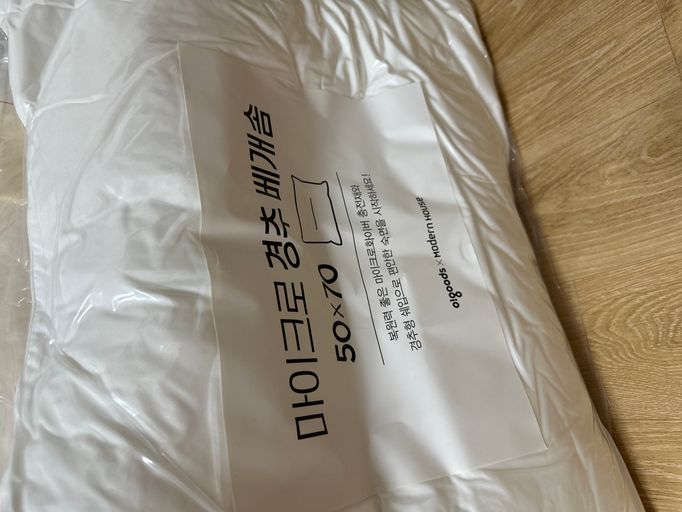 마이크로 경추 베개솜
50×70
복원력 좋은 마이크로화이버 충전재와
경추형 쉐입으로 편안한 숙면을 시작하세요!
oigoods × Modern House